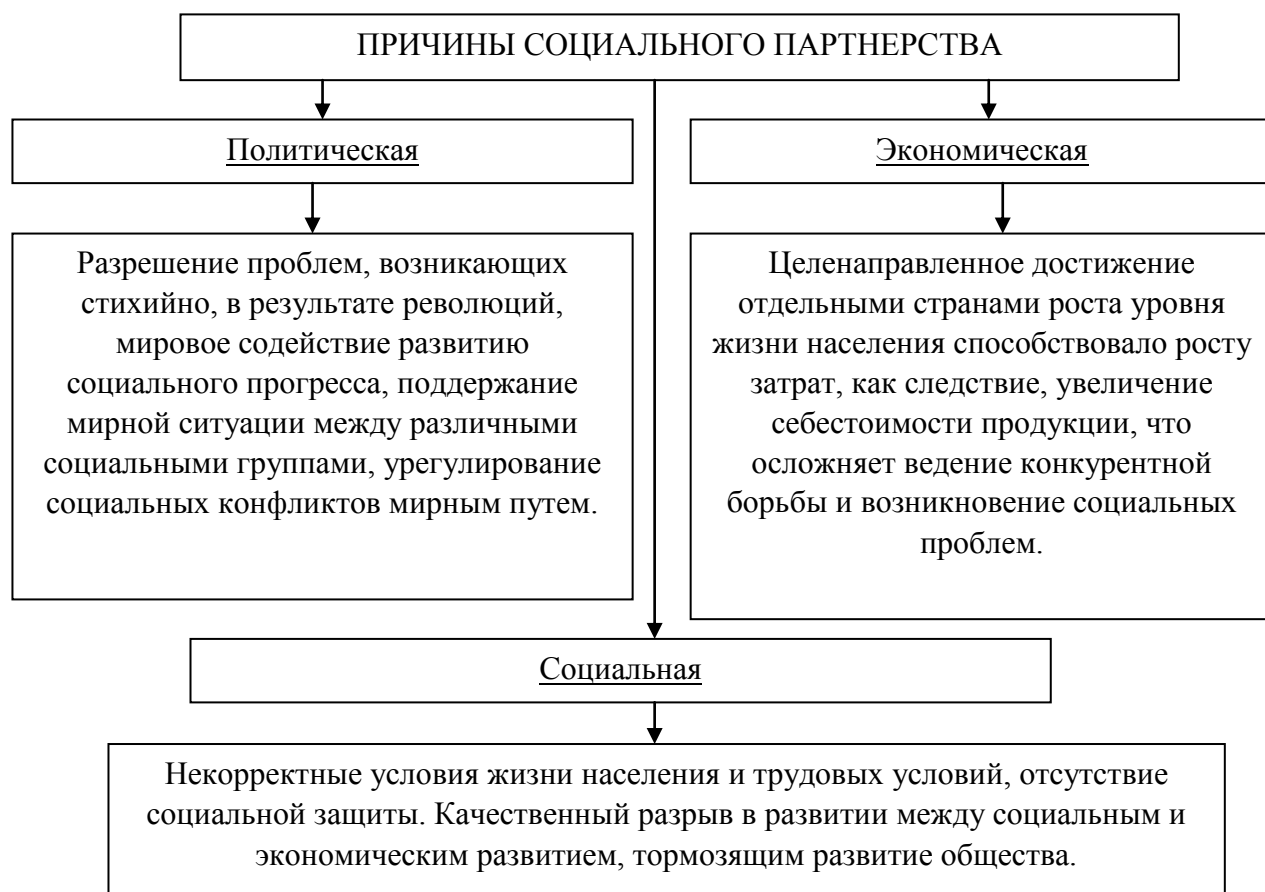 ПРИЧИНЫ СОЦИАЛЬНОГО ПАРТНЕРСТВА
Политическая
Разрешение проблем, возникающих
стихийно, в результате революций,
мировое содействие развитию
социального прогресса, поддержание
мирной ситуации между различными
социальными группами, урегулирование
социальных конфликтов мирным путем.
Экономическая
Целенаправленное достижение
отдельными странами роста уровня
жизни населения способствовало росту
затрат, как следствие, увеличение
себестоимости продукции, что
осложняет ведение конкурентной
борьбы и возникновение социальных
проблем.
Социальная
Некорректные условия жизни населения и трудовых условий, отсутствие
социальной защиты. Качественный разрыв в развитии между социальным и
экономическим развитием, тормозящим развитие общества.